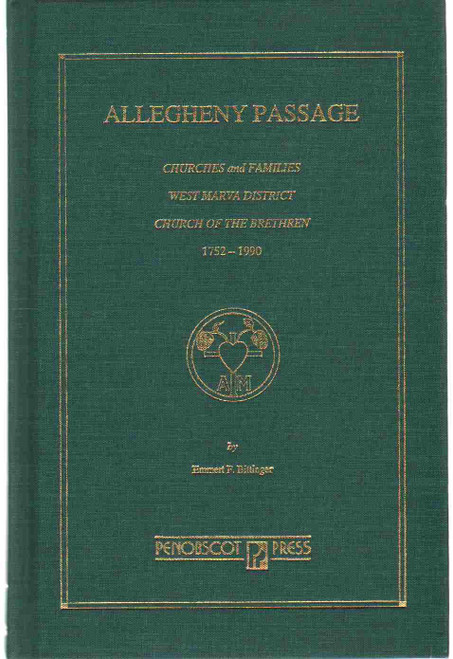 ALLEGHENY PASSAGE
CHURCHES and FAMILIES
WEST MARVA DISTRICT
CHURCH OF THE BRETHREN
1752 – 1990
A M
by
Emmert F. Bittinger
PENOBSCOT PRESS